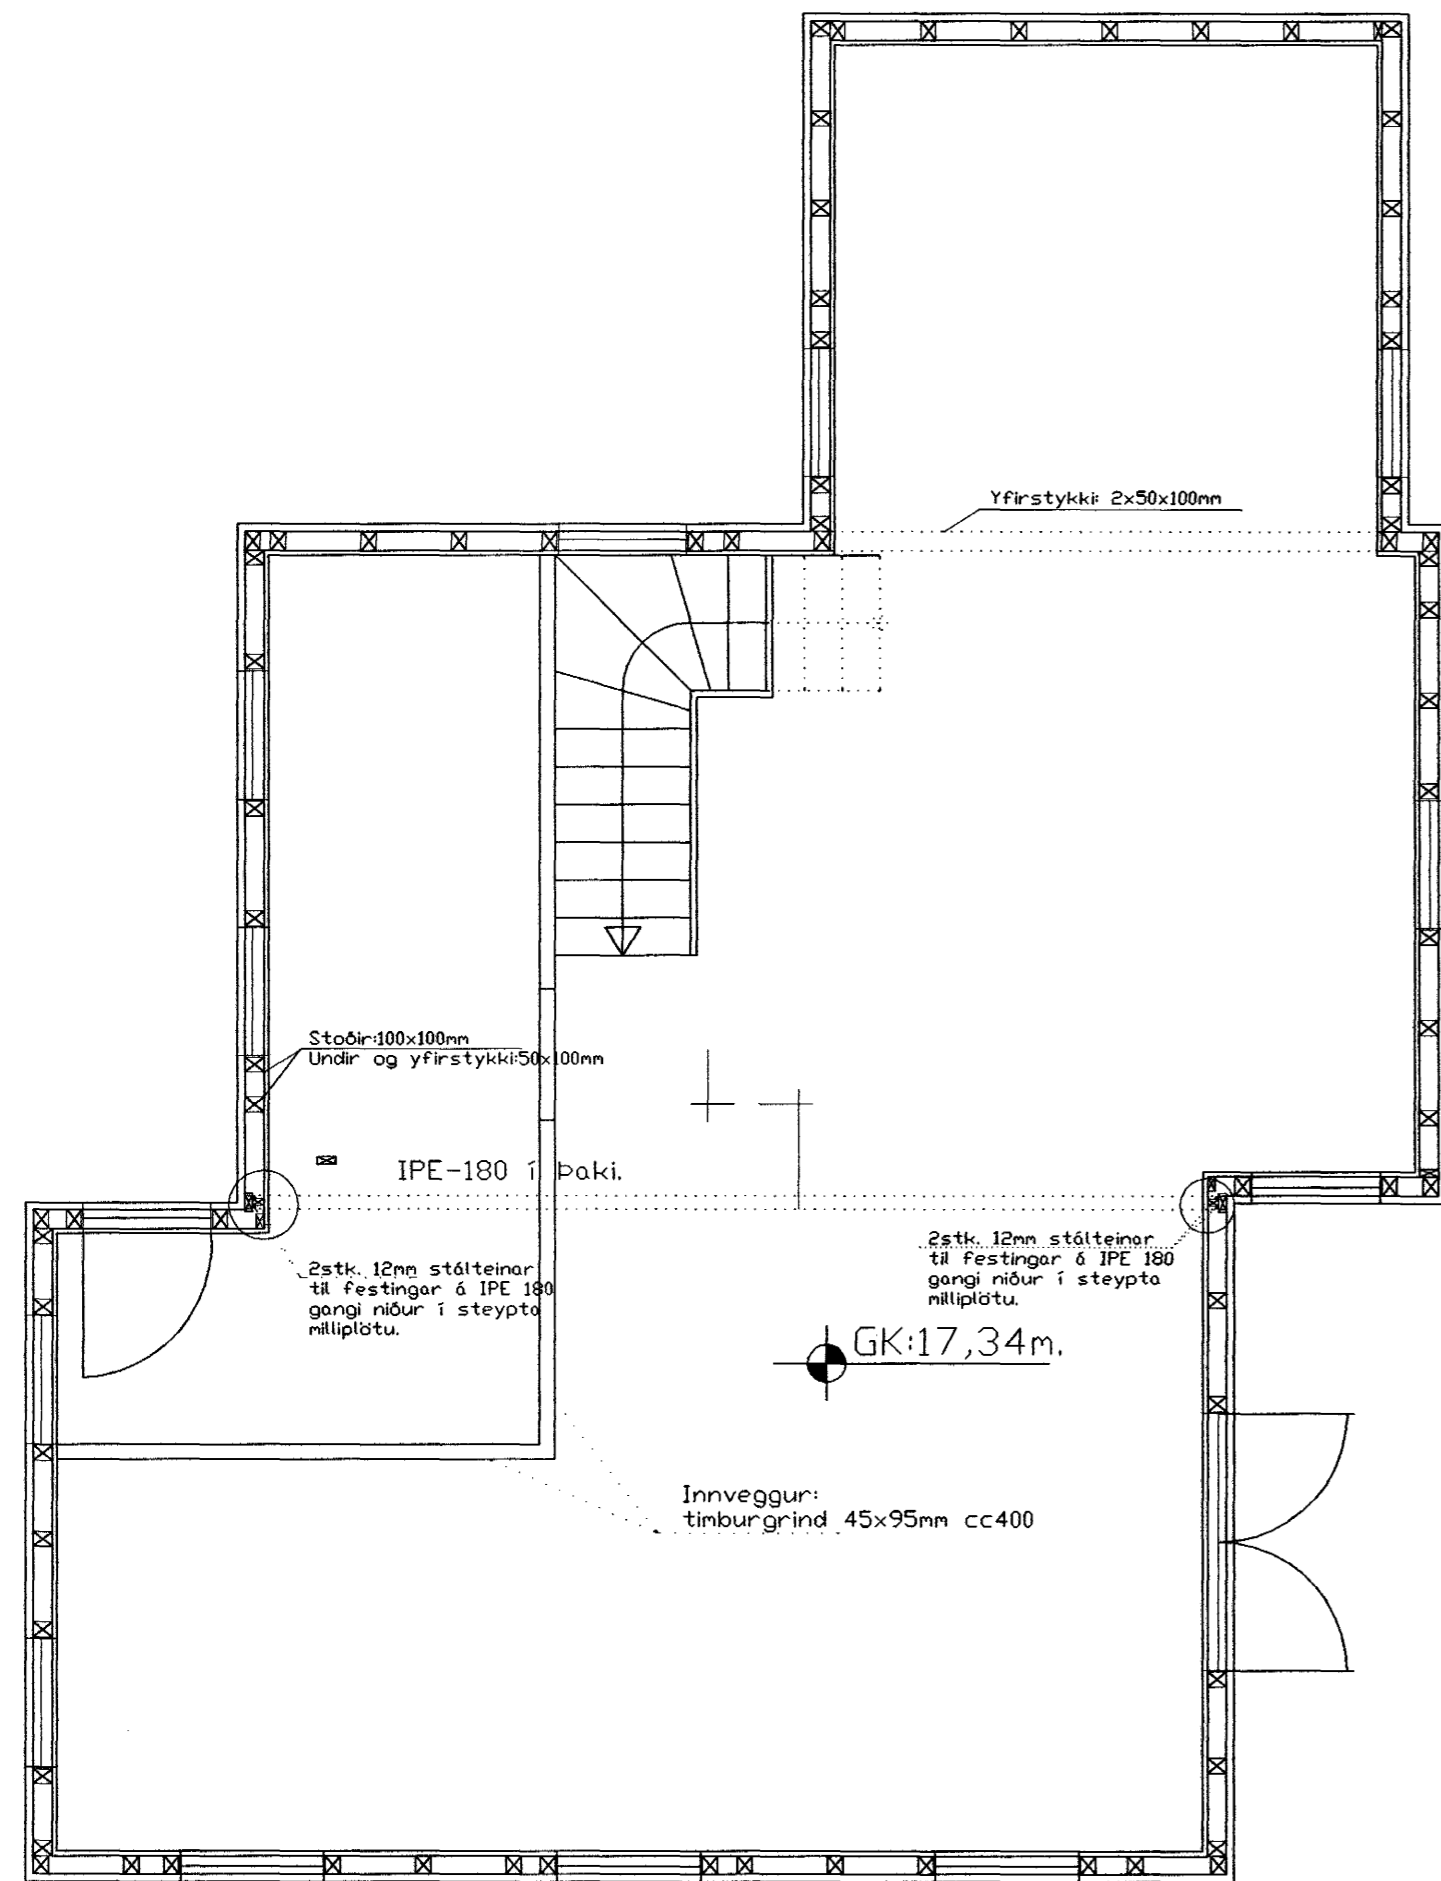 Yfirstykki: 2x50x100mm
Stoðir:100x100mm
Undir og yfirstykki:50x100mm
IPE-180 í Þaki.
2stk. 12mm stálteinar
til festingar á IPE 180
gangi niður í steypta
milliplötu.
2stk. 12mm stálteinar
til festingar á IPE 180
gangi niður í steypta
milliplötu.
GK:17,34m.
Innveggur:
timburgrind 45x95mm cc400